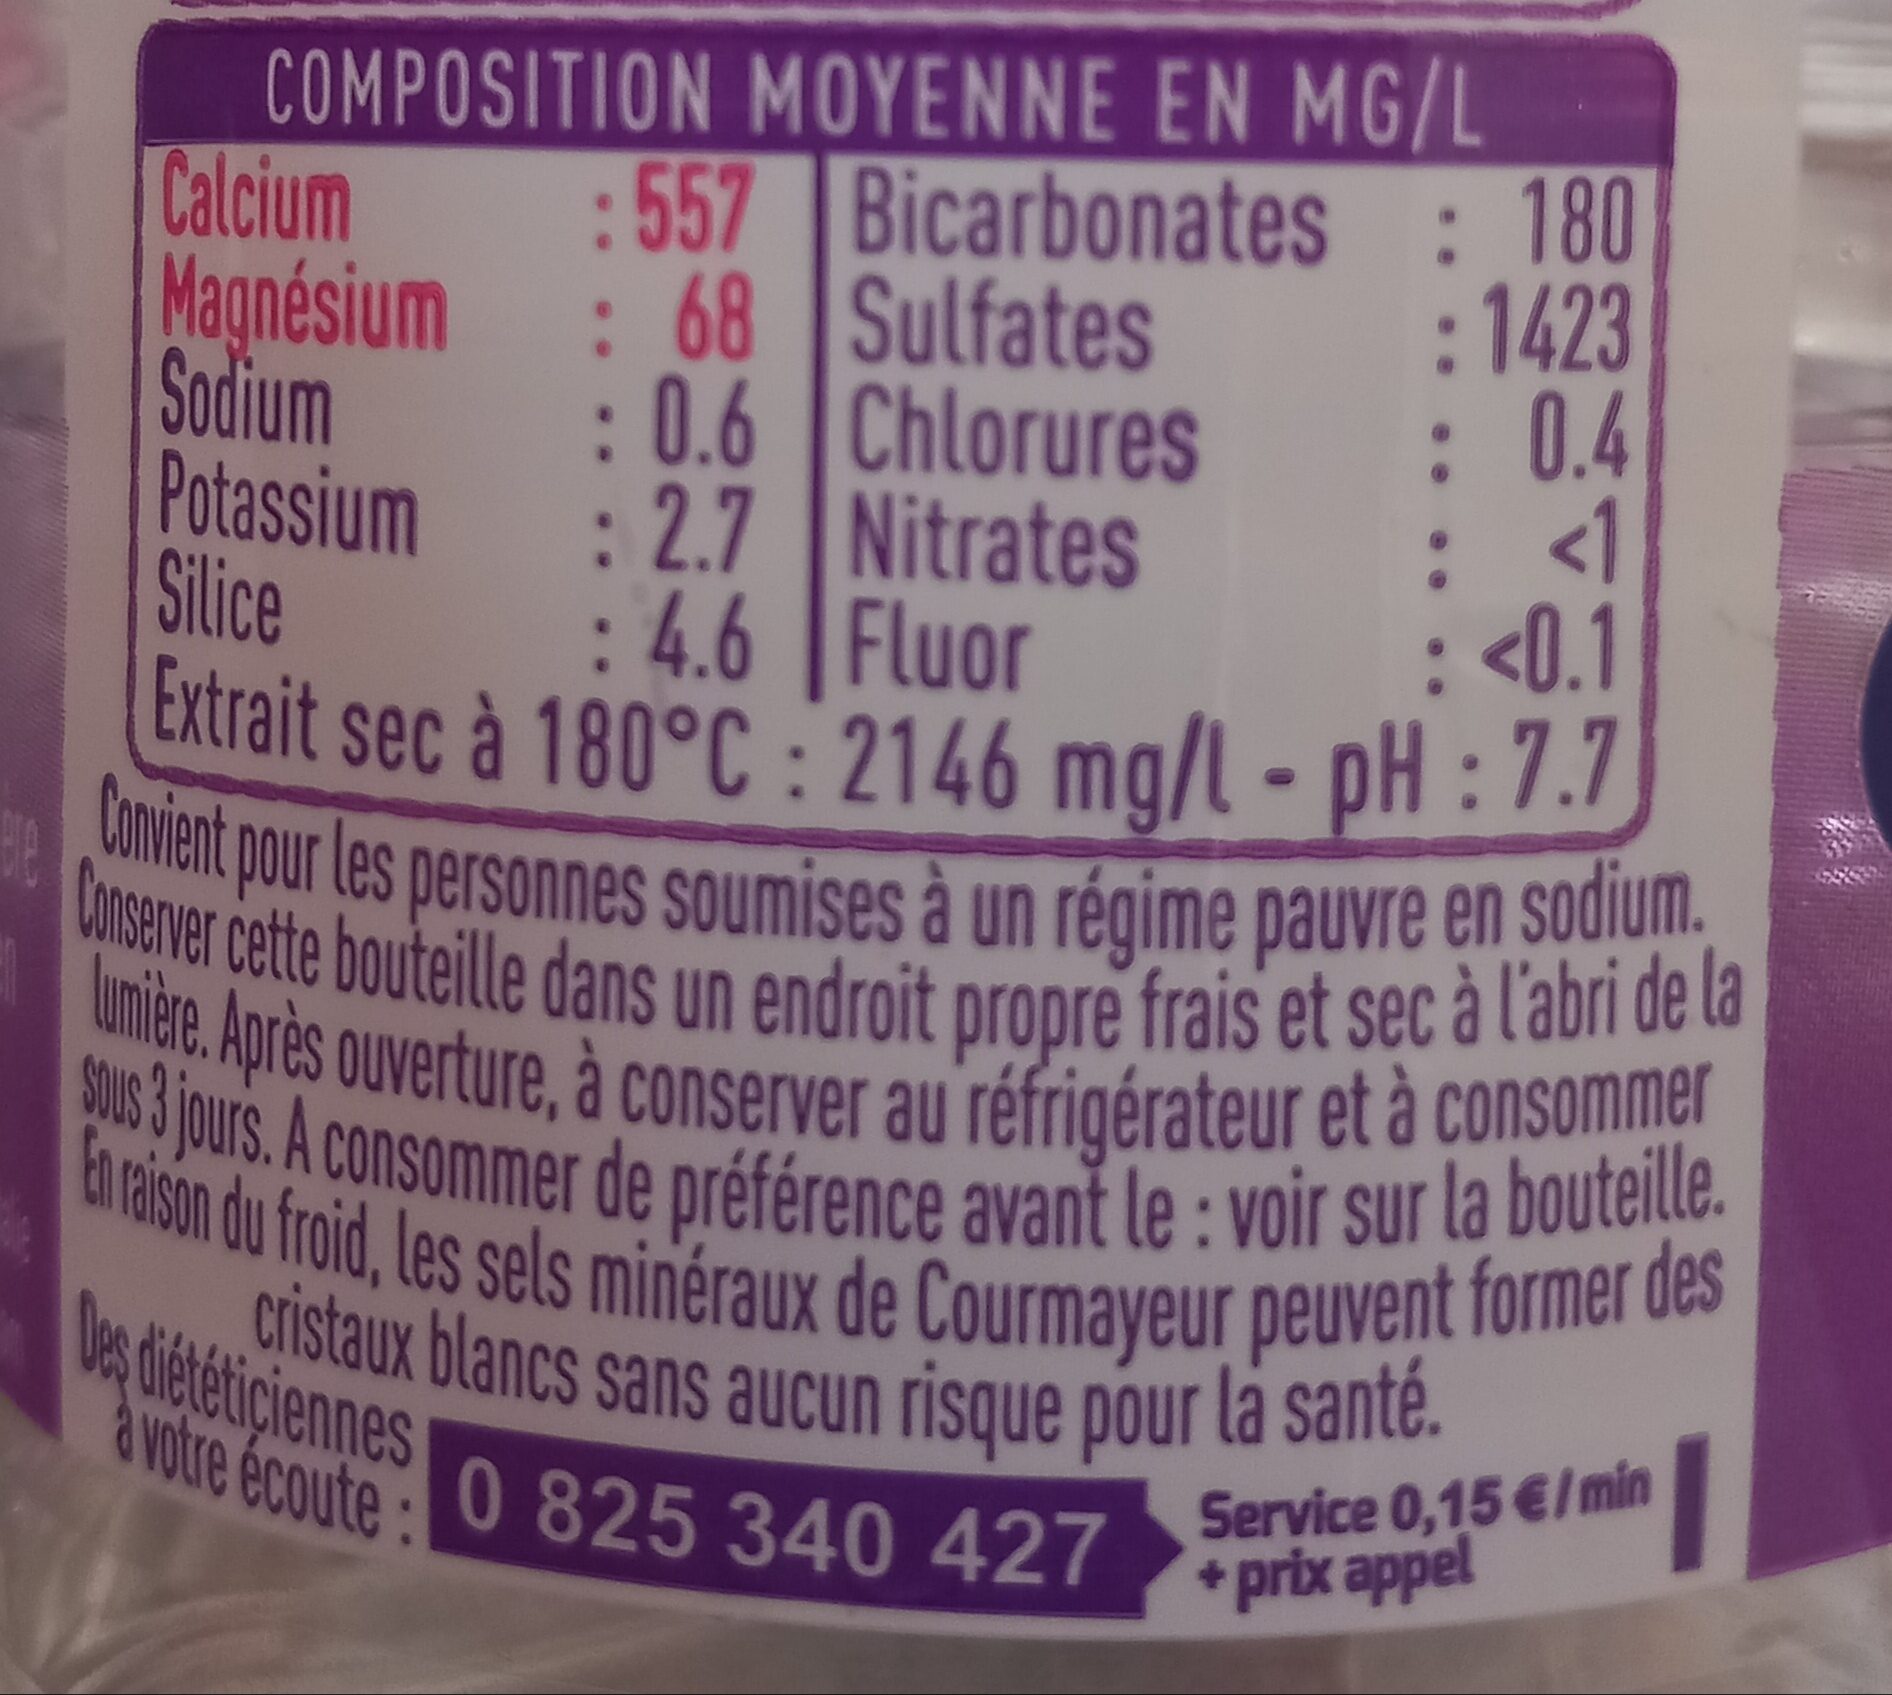 COMPOSITION MOYENNE EN MG/L
Calcium : 557
Magnésium : 68
Sodium : 0.6
Potassium : 2.7
Silice : 4.6
Bicarbonates : 180
Sulfates : 1423
Chlorures : 0.4
Nitrates : <1
Fluor : <0.1
Extrait sec à 180°C : 2146 mg/l - pH : 7.7
Convient pour les personnes soumises à un régime pauvre en sodium.
Conserver cette bouteille dans un endroit propre frais et sec à l'abri de la
lumière. Après ouverture, à conserver au réfrigérateur et à consommer
sous 3 jours. A consommer de préférence avant le : voir sur la bouteille.
En raison du froid, les sels minéraux de Courmayeur peuvent former des
cristaux blancs sans aucun risque pour la santé.
Des diététiciennes
à votre écoute :
0 825 340 427
Service 0,15 €/min
+ prix appel